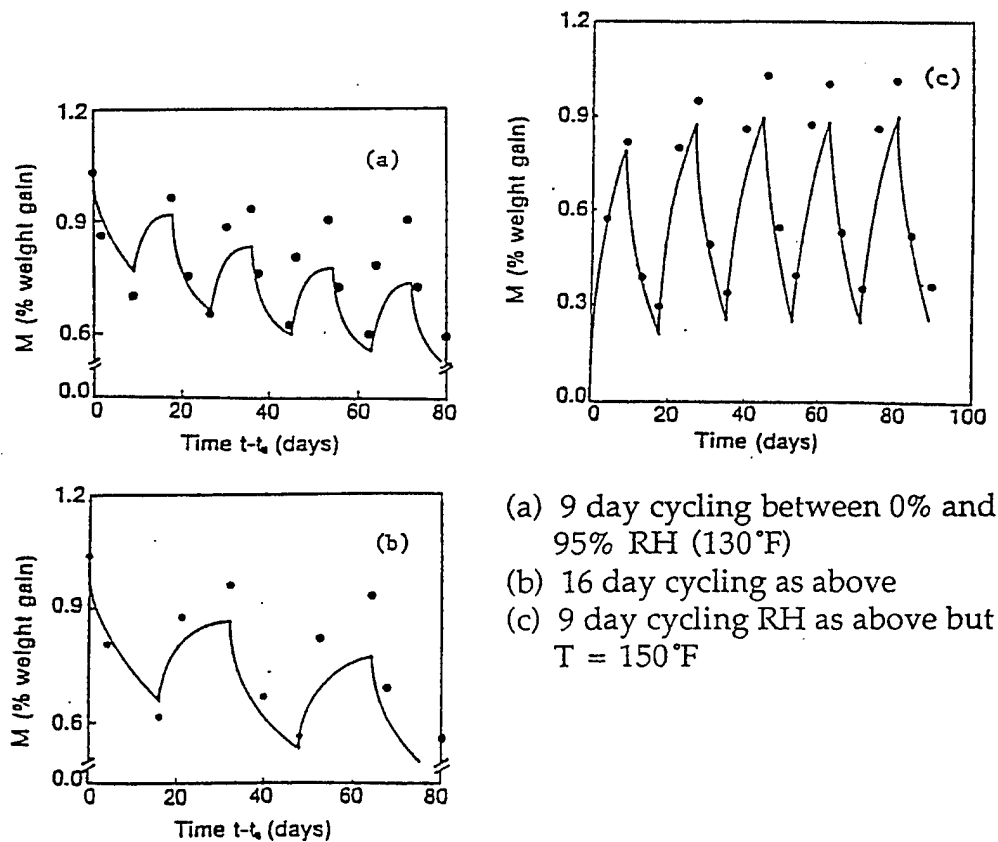 1.2
0.9
0.6
0.0
M (% weight gain)
(a)
0
20
40
60
80
Time t-t₀ (days)
1.2
0.9
0.6
0.3
0.0
M (% weight gain)
(c)
0
20
40
60
80
100
Time (days)
1.2
0.9
0.6
0.0
M (% weight gain)
(b)
0
20
40
60
80
Time t-t₀ (days)
(a) 9 day cycling between 0% and
95% RH (130°F)
(b) 16 day cycling as above
(c) 9 day cycling RH as above but
T = 150°F